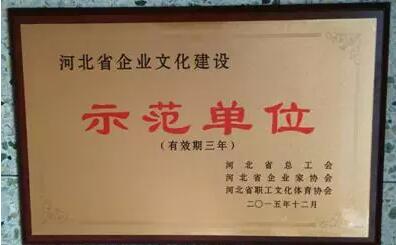 河北省企业文化建设
示范单位
(有效期三年)
河北省总工会
河北省企业家协会
河北省职工文化体育协会
二〇一五年十二月